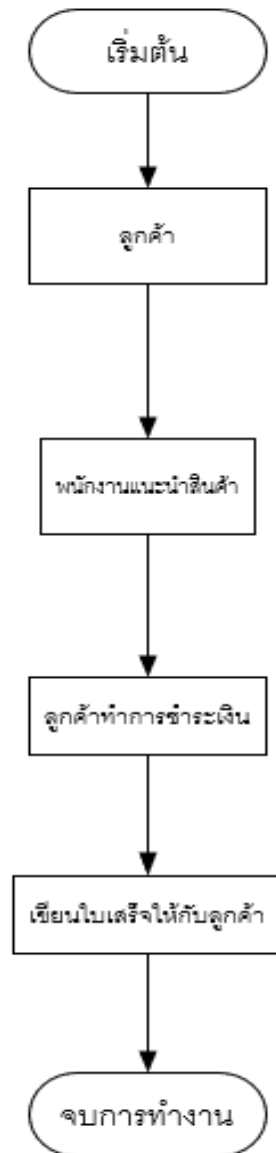 เริ่มต้น
ลูกค้า
พนักงานแนะนำสินค้า
ลูกค้าทำการชำระเงิน
เขียนใบเสร็จให้กับลูกค้า
จบการทำงาน